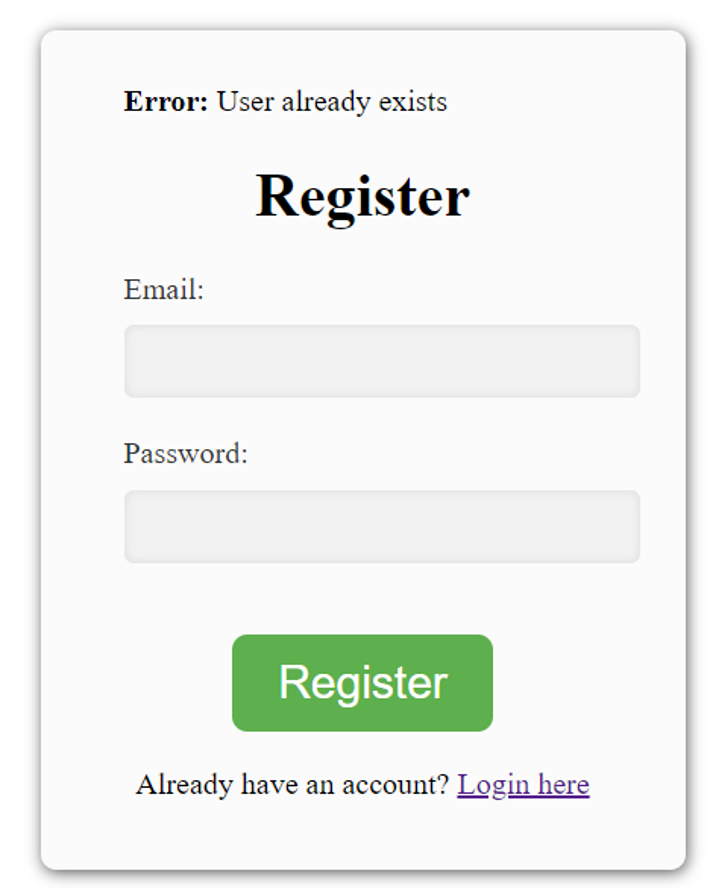 Error: User already exists
Register
Email:
Password:
Register
Already have an account? Login here